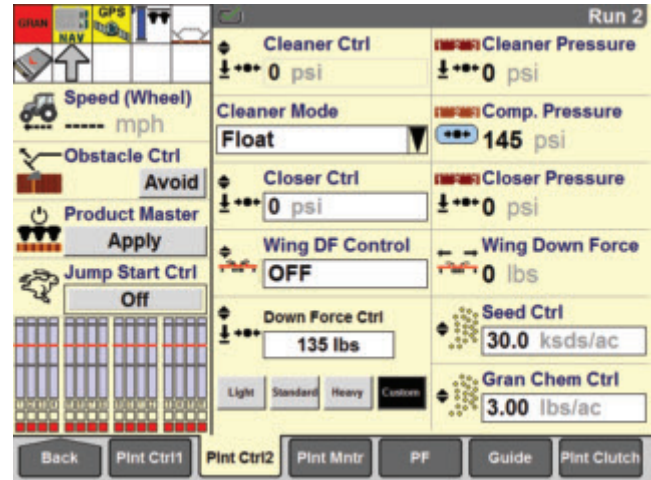 GRAN
NAV
GPS
Run 2
Speed (Wheel)
----- mph
Obstacle Ctrl
Avoid
Product Master
Apply
Jump Start Ctrl
Off
Cleaner Ctrl
0 psi
Cleaner Mode
Float
Closer Ctrl
0 psi
Wing DF Control
OFF
Down Force Ctrl
135 lbs
Light
Standard
Heavy
Custom
Cleaner Pressure
0 psi
Comp. Pressure
145 psi
Closer Pressure
0 psi
Wing Down Force
0 lbs
Seed Ctrl
30.0 ksds/ac
Gran Chem Ctrl
3.00 lbs/ac
Back
Plnt Ctrl1
Plnt Ctrl2
Plnt Mntr
PF
Guide
Plnt Clutch